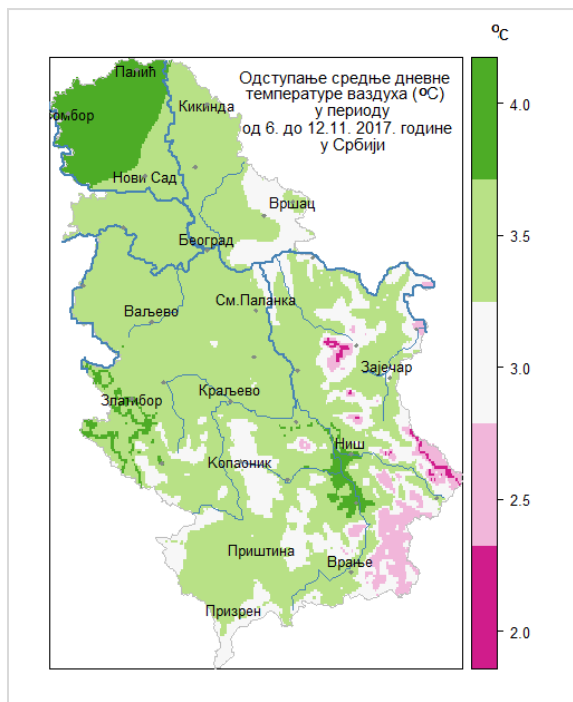 ºC
Одступање средње дневне
температуре ваздуха (ºC)
у периоду
од 6. до 12.11. 2017. године
у Србији
Палић
Кикинда
омбор
Нови Сад
Вршац
Београд
См.Паланка
Ваљево
Зајечар
Златибор
Краљево
Ниш
Копаоник
Приштина
Врање
Призрен
4.0
3.5
3.0
2.5
2.0